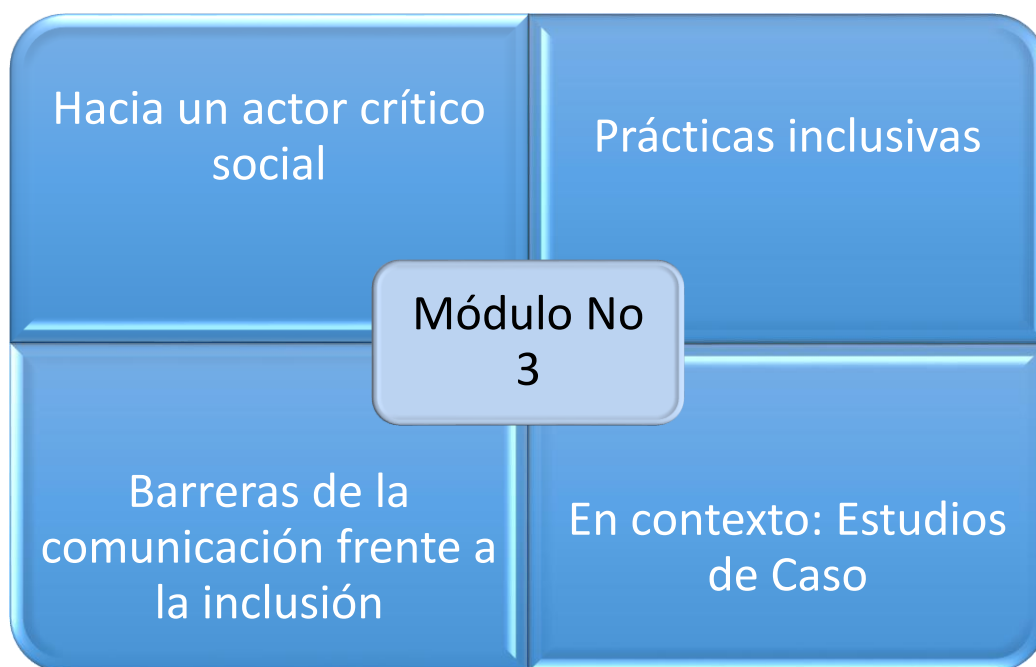 Hacia un actor crítico
social
Prácticas inclusivas
Módulo No
3
Barreras de la
comunicación frente a
la inclusión
En contexto: Estudios
de Caso